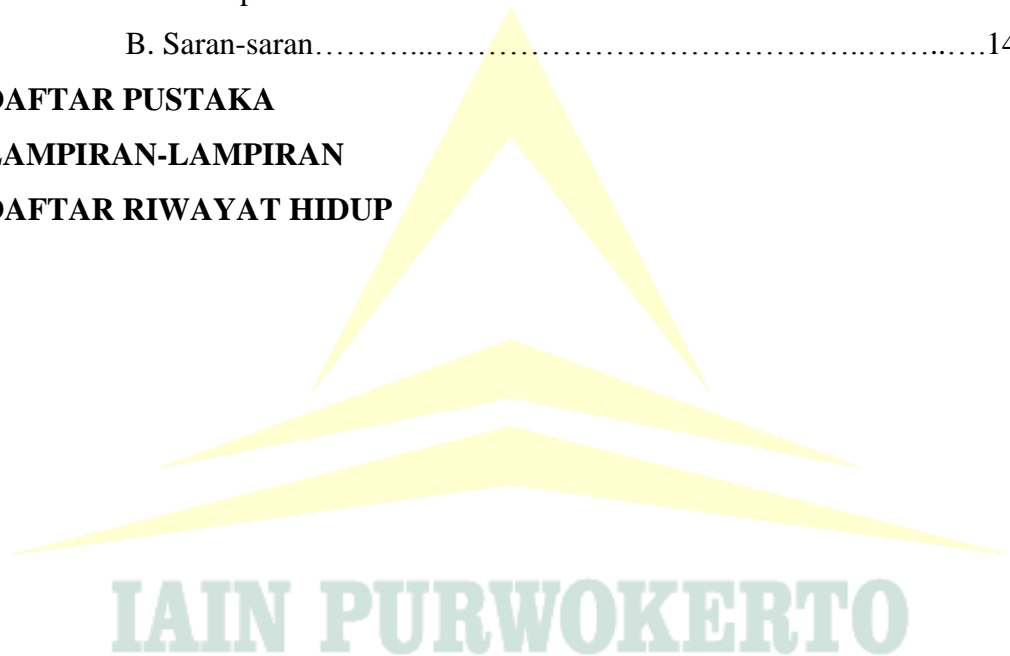 B. Saran-saran………...……………………………………..……..….14
DAFTAR PUSTAKA
LAMPIRAN-LAMPIRAN
DAFTAR RIWAYAT HIDUP
IAIN PURWOKERTO